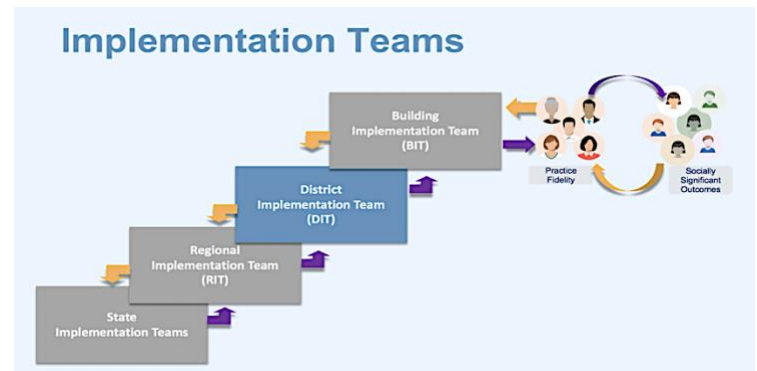 Implementation Teams
Building
Implementation Team
(BIT)
District
Implementation Team
(DIT)
Regional
Implementation Team
(RIT)
State
Implementation Teams
Practice
Fidelity
Socially
Significant
Outcomes